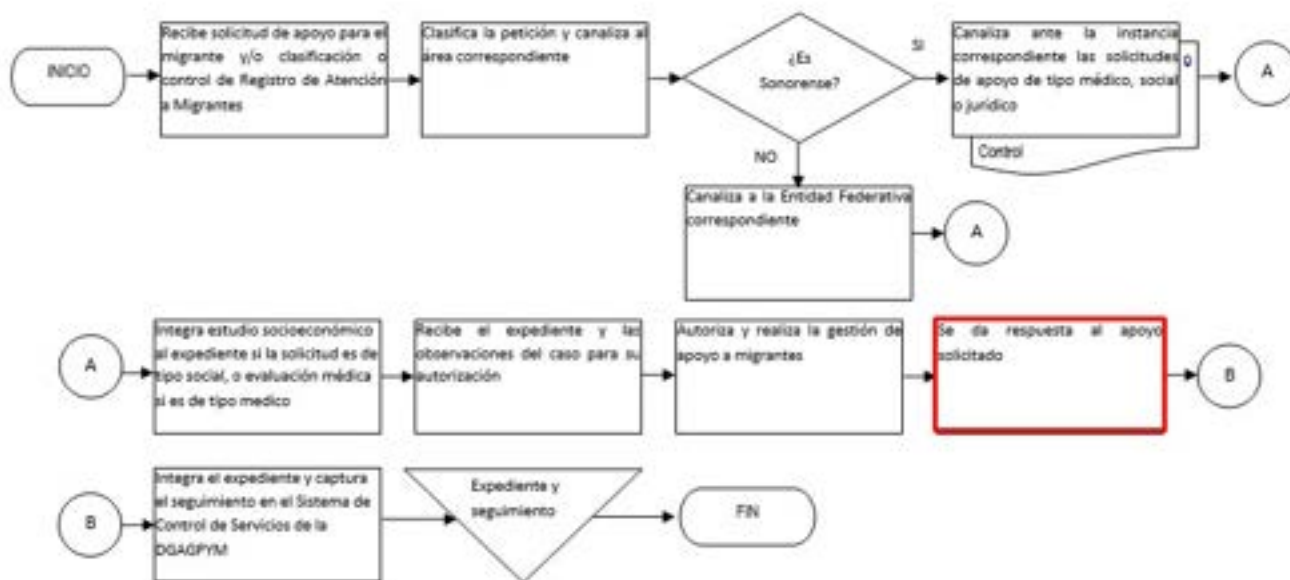 INICIO
Recibe solicitud de apoyo para el
migrante y/o clasificación o
control de Registro de Atención
a Migrantes
Clasifica la petición y canaliza al
área correspondiente
¿Es
Sonorense?
SI
NO
Canaliza ante la instancia
correspondiente las solicitudes
de apoyo de tipo médico, social
o jurídico
0
Control
A
Canaliza a la Entidad Federativa
correspondiente
A
A
Integra estudio socioeconómico
al expediente si la solicitud es de
tipo social, o evaluación médica
si es de tipo medico
Recibe el expediente y las
observaciones del caso para su
autorización
Autoriza y realiza la gestión de
apoyo a migrantes
Se da respuesta al apoyo
solicitado
B
B
Integra el expediente y captura
el seguimiento en el Sistema de
Control de Servicios de la
DGAGPYM
Expediente y
seguimiento
FIN